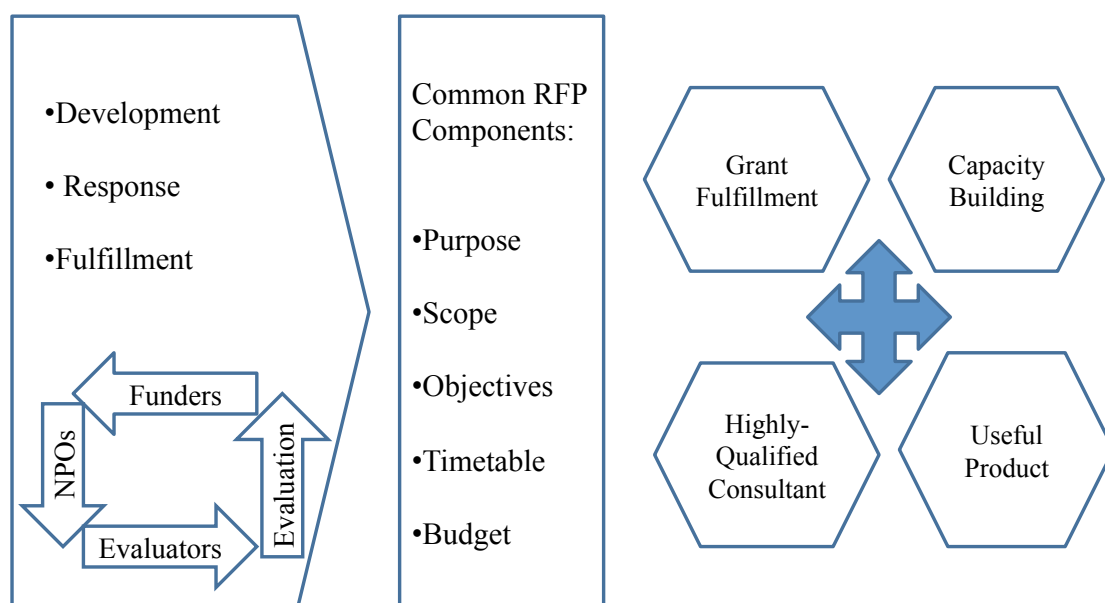 •Development
• Response
•Fulfillment
Funders
NPOs
Evaluation
Evaluators
Common RFP
Components:
•Purpose
•Scope
•Objectives
•Timetable
•Budget
Grant
Fulfillment
Capacity
Building
Highly-
Qualified
Consultant
Useful
Product